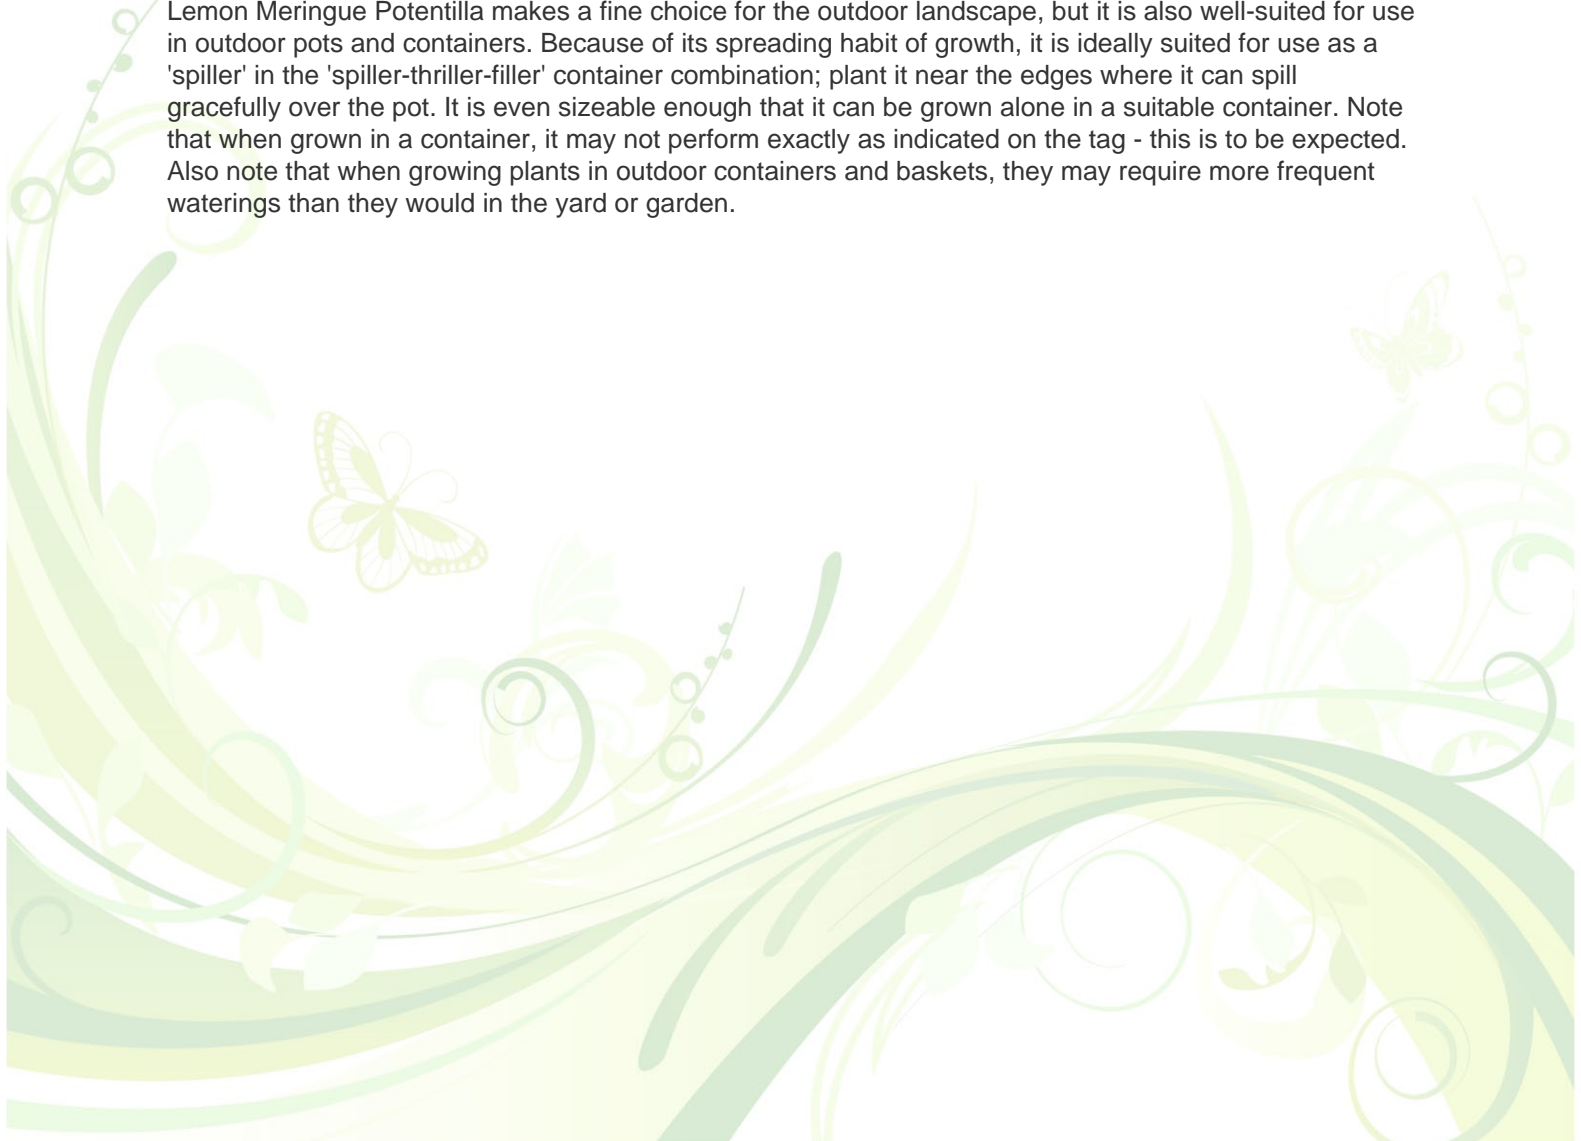 Lemon Meringue Potentilla makes a fine choice for the outdoor landscape, but it is also well-suited for use
in outdoor pots and containers. Because of its spreading habit of growth, it is ideally suited for use as a
'spiller' in the 'spiller-thriller-filler' container combination; plant it near the edges where it can spill
gracefully over the pot. It is even sizeable enough that it can be grown alone in a suitable container. Note
that when grown in a container, it may not perform exactly as indicated on the tag - this is to be expected.
Also note that when growing plants in outdoor containers and baskets, they may require more frequent
waterings than they would in the yard or garden.